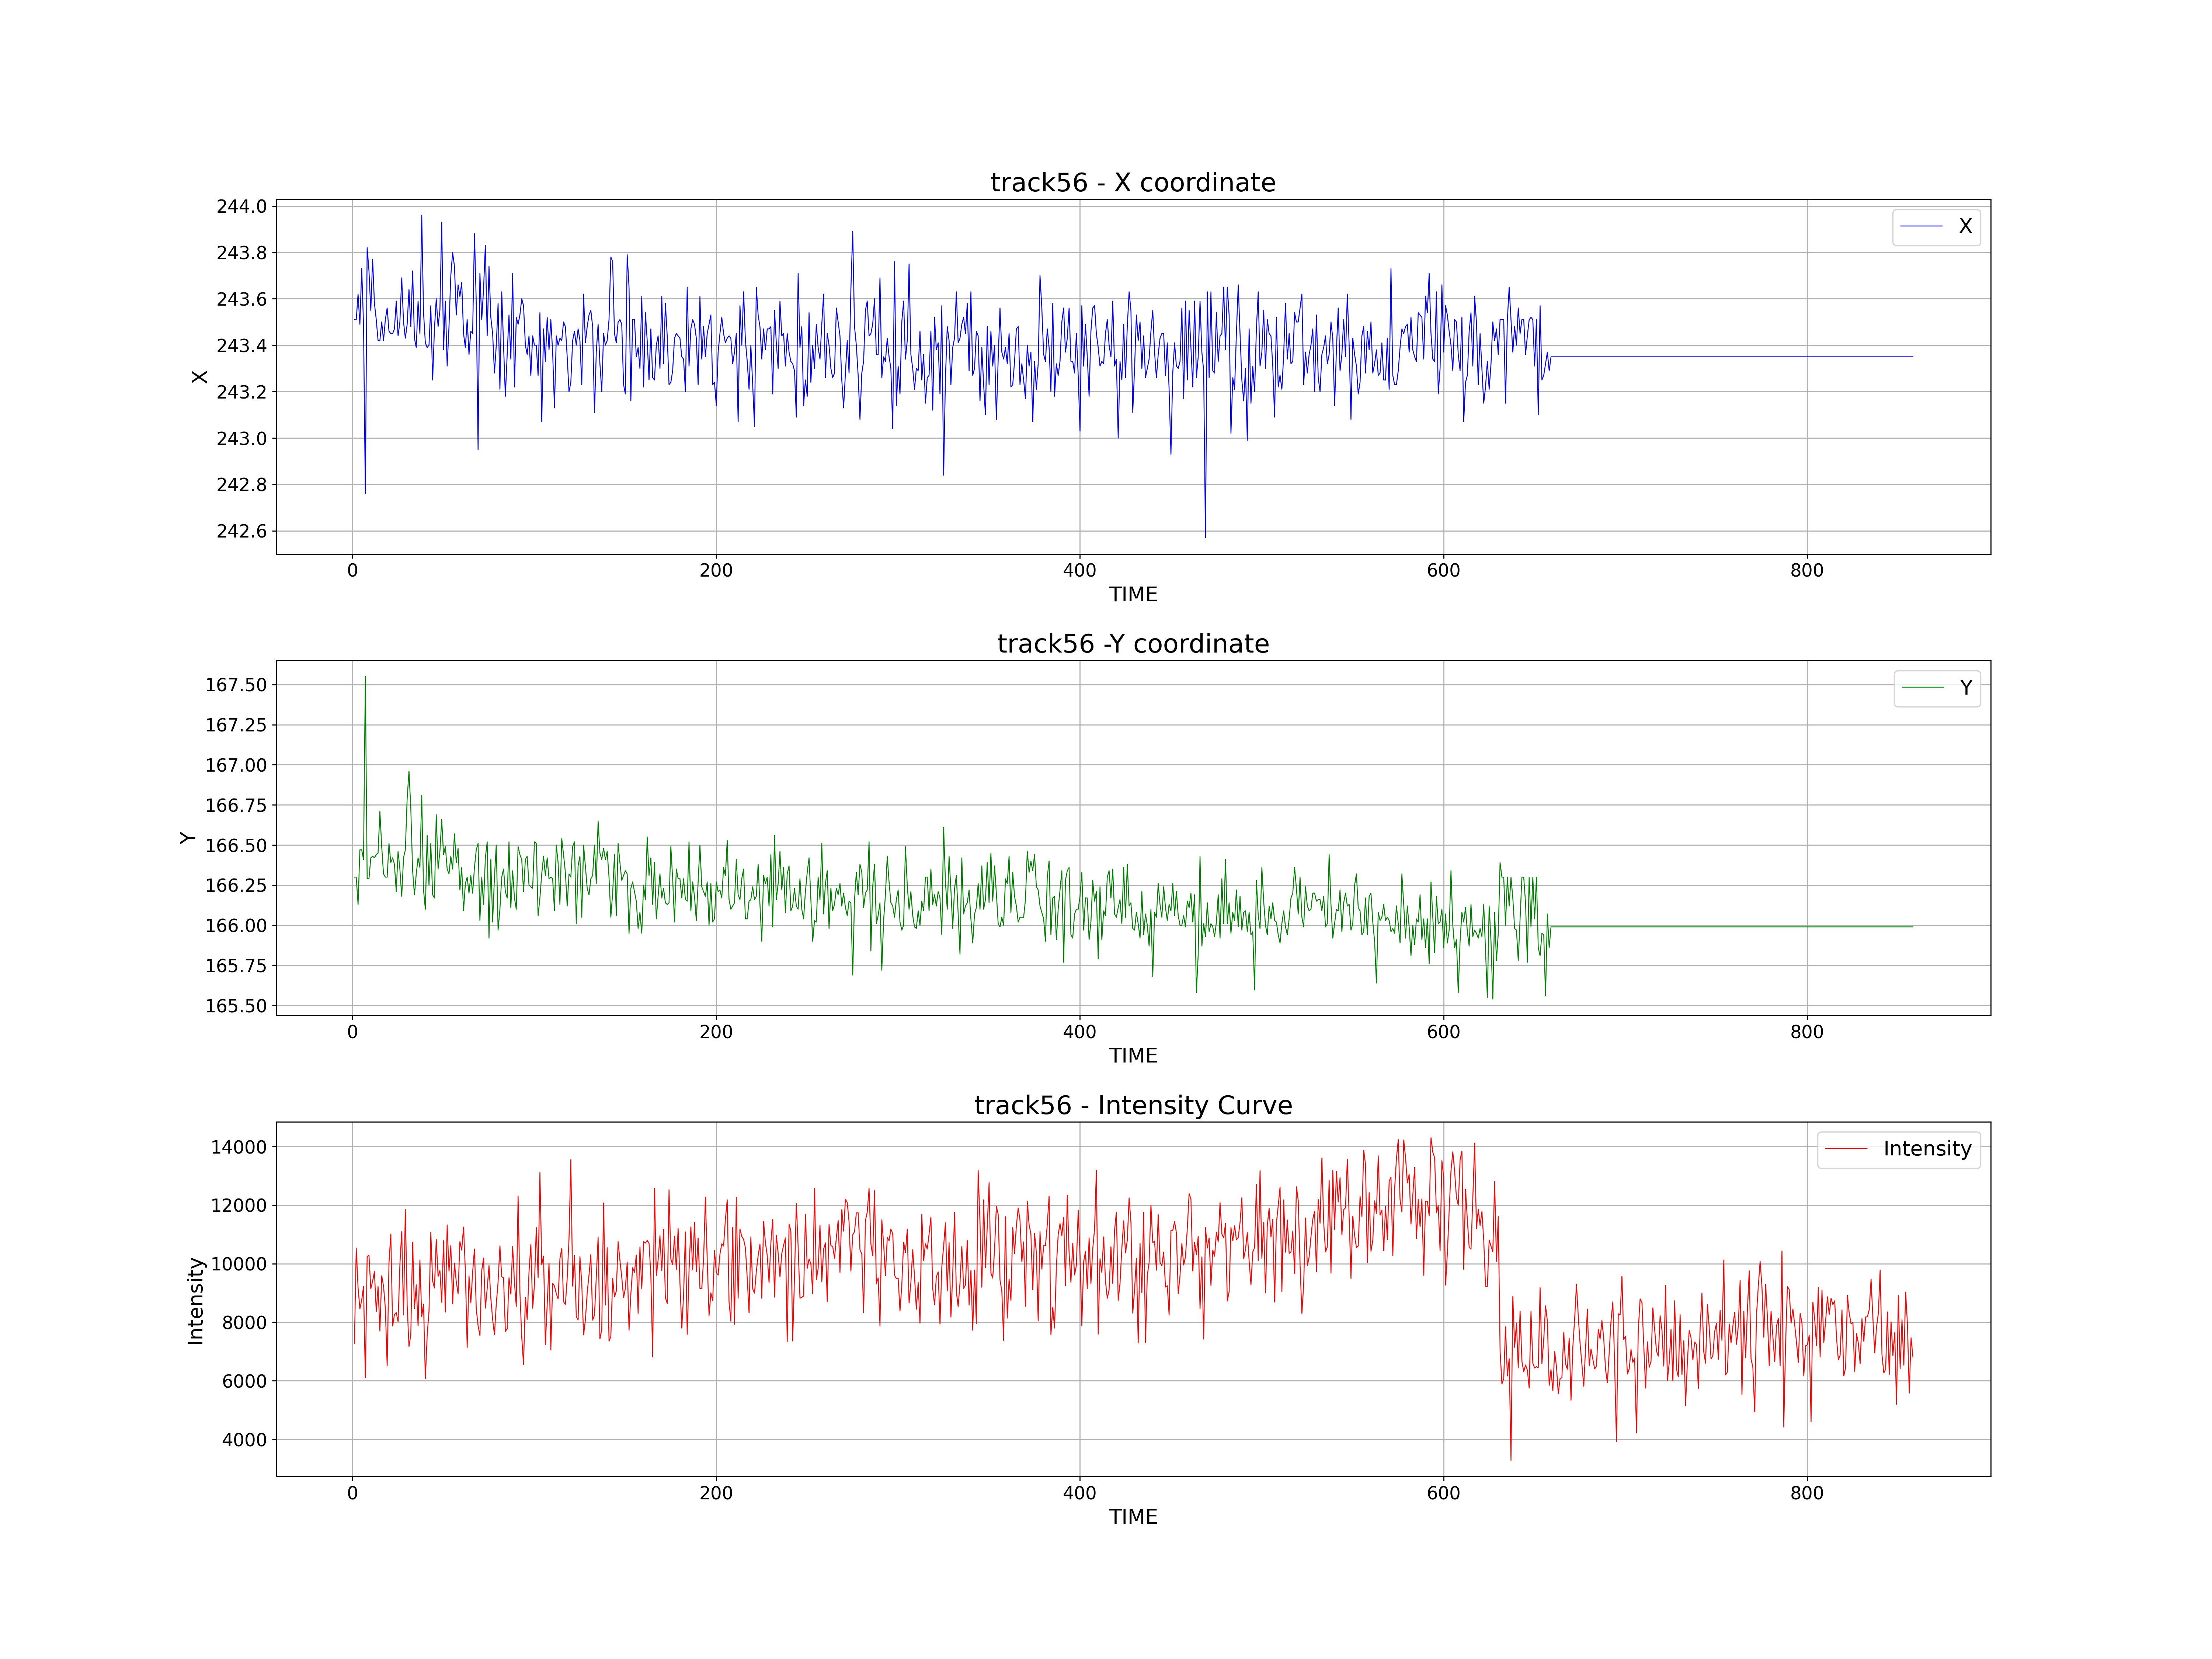 track56 - X coordinate
244.0
243.8
243.6
243.4
243.2
243.0
242.8
242.6
X
X
0 200 400 600 800
TIME
track56 -Y coordinate
167.50
167.25
167.00
166.75
166.50
166.25
166.00
165.75
165.50
Y
Y
0 200 400 600 800
TIME
track56 - Intensity Curve
14000
12000
10000
8000
6000
4000
Intensity
Intensity
0 200 400 600 800
TIME